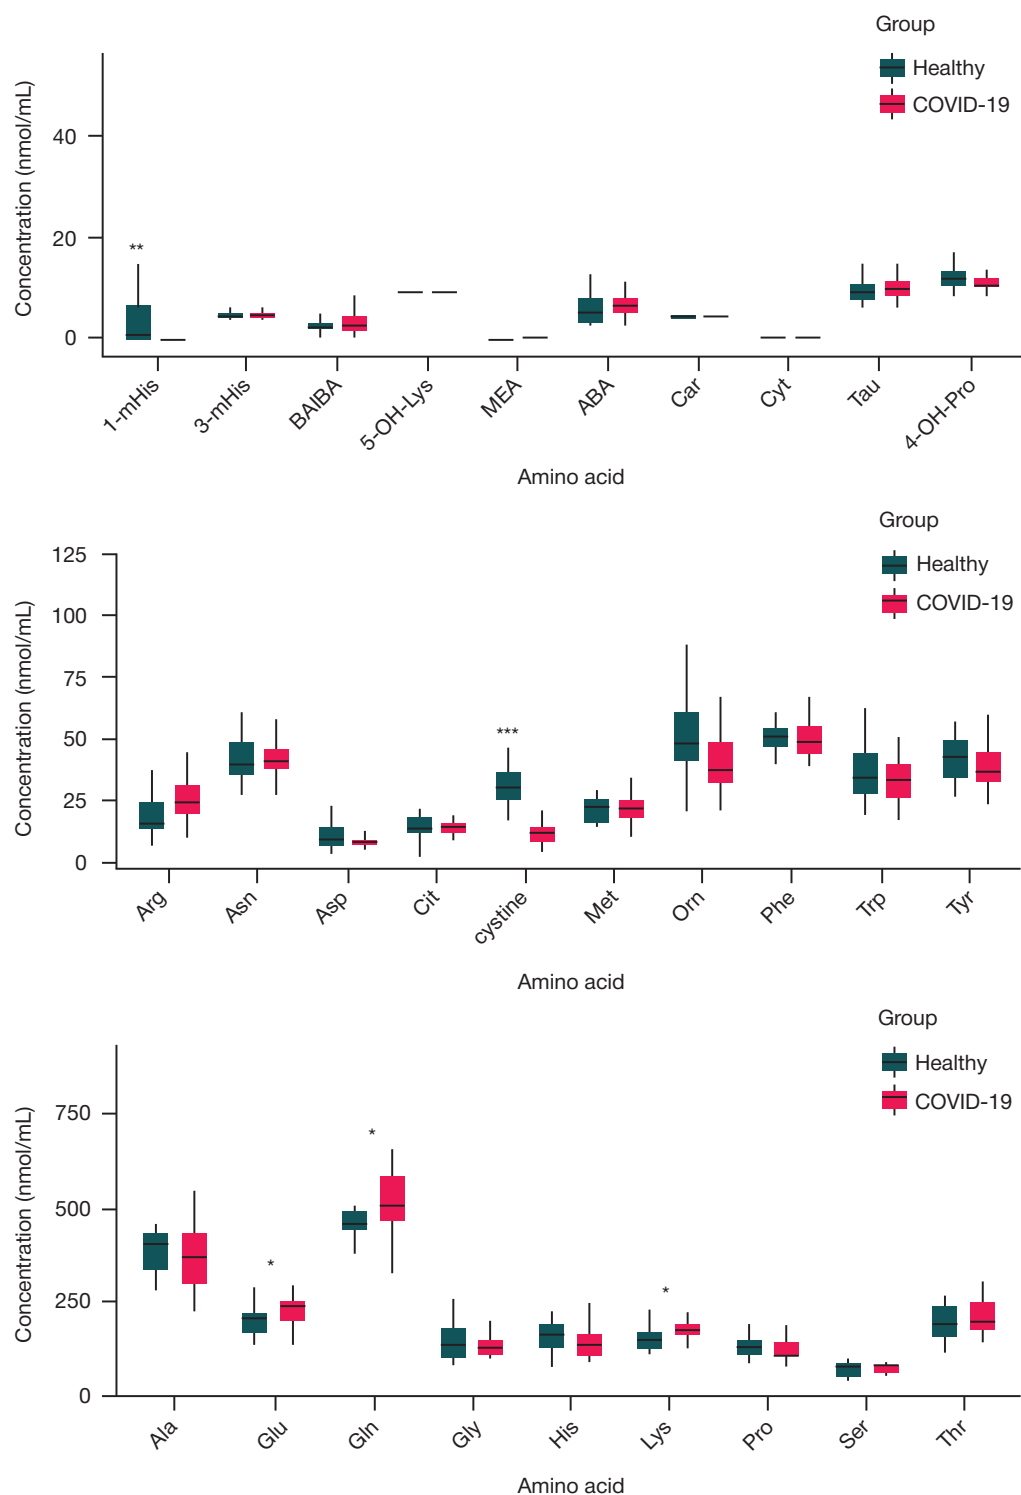 Group
Healthy
COVID-19
Concentration (nmol/mL)
40
20
0
**
1-mHis
3-mHis
BAIBA
5-OH-Lys
MEA
ABA
Car
Cyt
Tau
4-OH-Pro
Amino acid
Group
Healthy
COVID-19
Concentration (nmol/mL)
125
100
75
50
25
0
***
Arg
Asn
Asp
Cit
cystine
Met
Orn
Phe
Trp
Tyr
Amino acid
Group
Healthy
COVID-19
Concentration (nmol/mL)
750
500
250
0
*
*
*
Ala
Glu
Gln
Gly
His
Lys
Pro
Ser
Thr
Amino acid